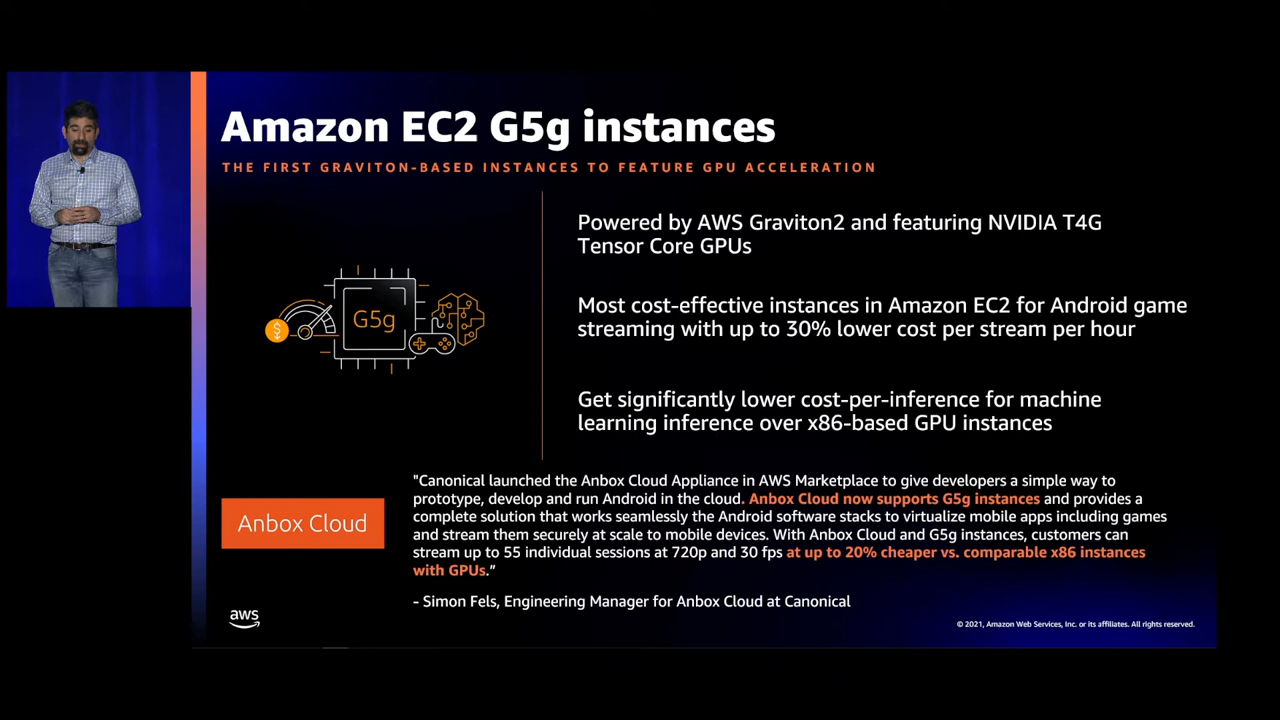 Amazon EC2 G5g instances
THE FIRST GRAVITON-BASED INSTANCES TO FEATURE GPU ACCELERATION
Powered by AWS Graviton2 and featuring NVIDIA T4G
Tensor Core GPUs
$
G5g
Most cost-effective instances in Amazon EC2 for Android game
streaming with up to 30% lower cost per stream per hour
Get significantly lower cost-per-inference for machine
learning inference over x86-based GPU instances
Anbox Cloud
"Canonical launched the Anbox Cloud Appliance in AWS Marketplace to give developers a simple way to
prototype, develop and run Android in the cloud. Anbox Cloud now supports G5g instances and provides a
complete solution that works seamlessly the Android software stacks to virtualize mobile apps including games
and stream them securely at scale to mobile devices. With Anbox Cloud and G5g instances, customers can
stream up to 55 individual sessions at 720p and 30 fps at up to 20% cheaper vs. comparable x86 instances
with GPUs.”
- Simon Fels, Engineering Manager for Anbox Cloud at Canonical
aws
© 2021, Amazon Web Services, Inc. or its affiliates. All rights reserved.